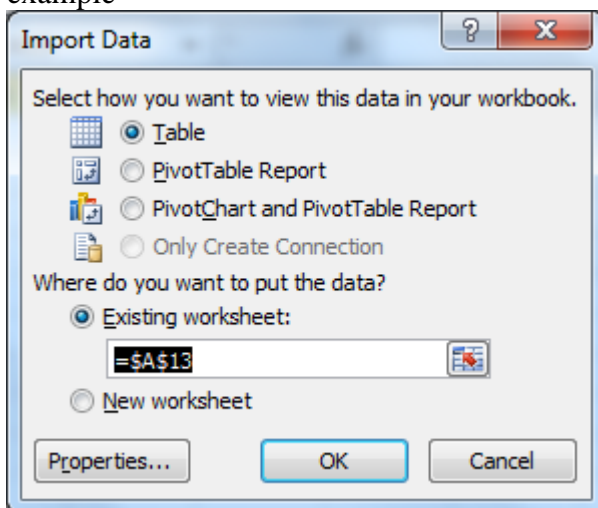 example
Import Data
Select how you want to view this data in your workbook.
Table
PivotTable Report
PivotChart and PivotTable Report
Only Create Connection
Where do you want to put the data?
Existing worksheet:
=$A$13
New worksheet
Properties...
OK
Cancel